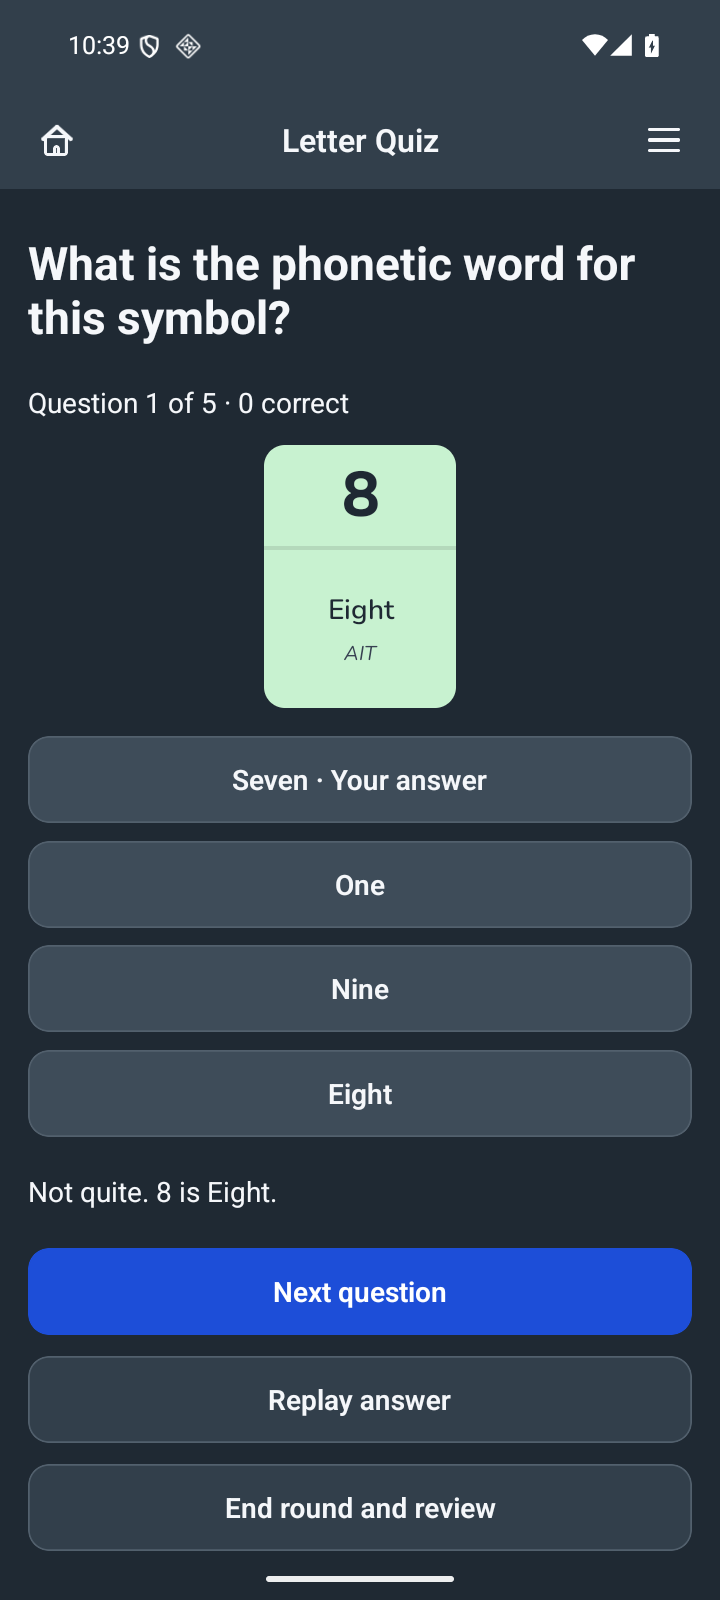 10:39
Letter Quiz
What is the phonetic word for
this symbol?
Question 1 of 5 · 0 correct
8
Eight
AIT
Seven · Your answer
One
Nine
Eight
Not quite. 8 is Eight.
Next question
Replay answer
End round and review